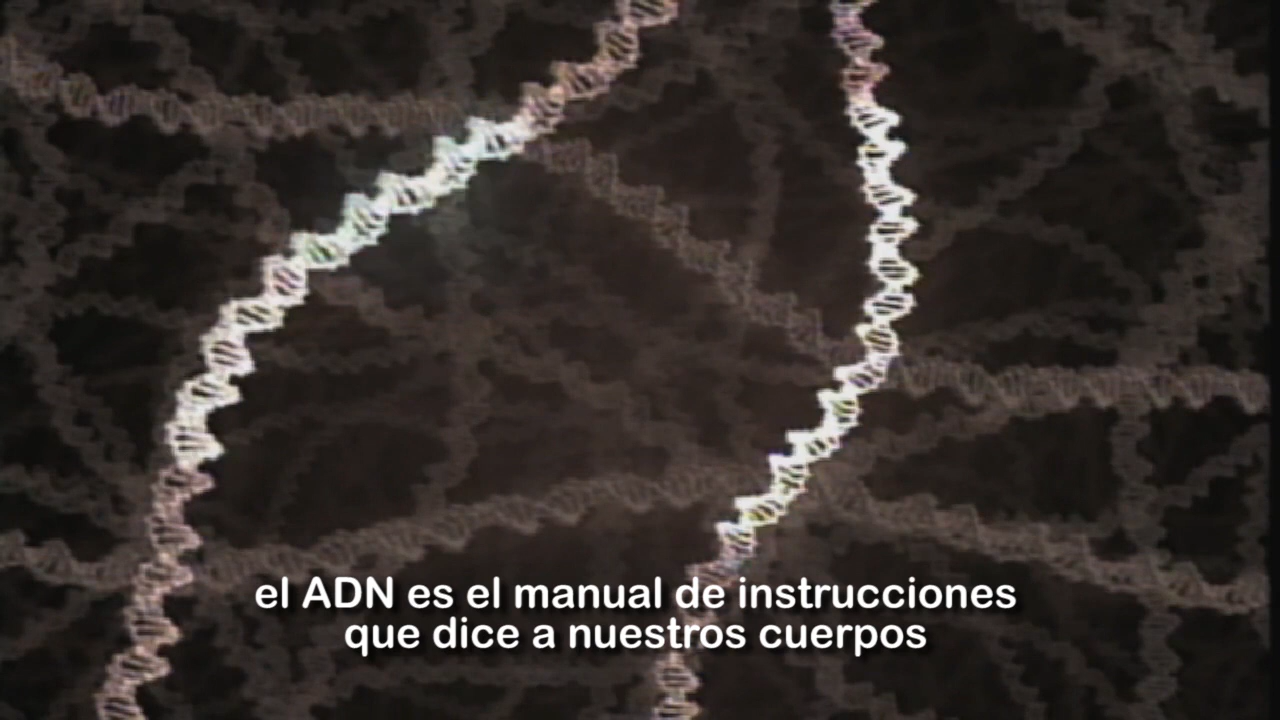 el ADN es el manual de instrucciones
que dice a nuestros cuerpos